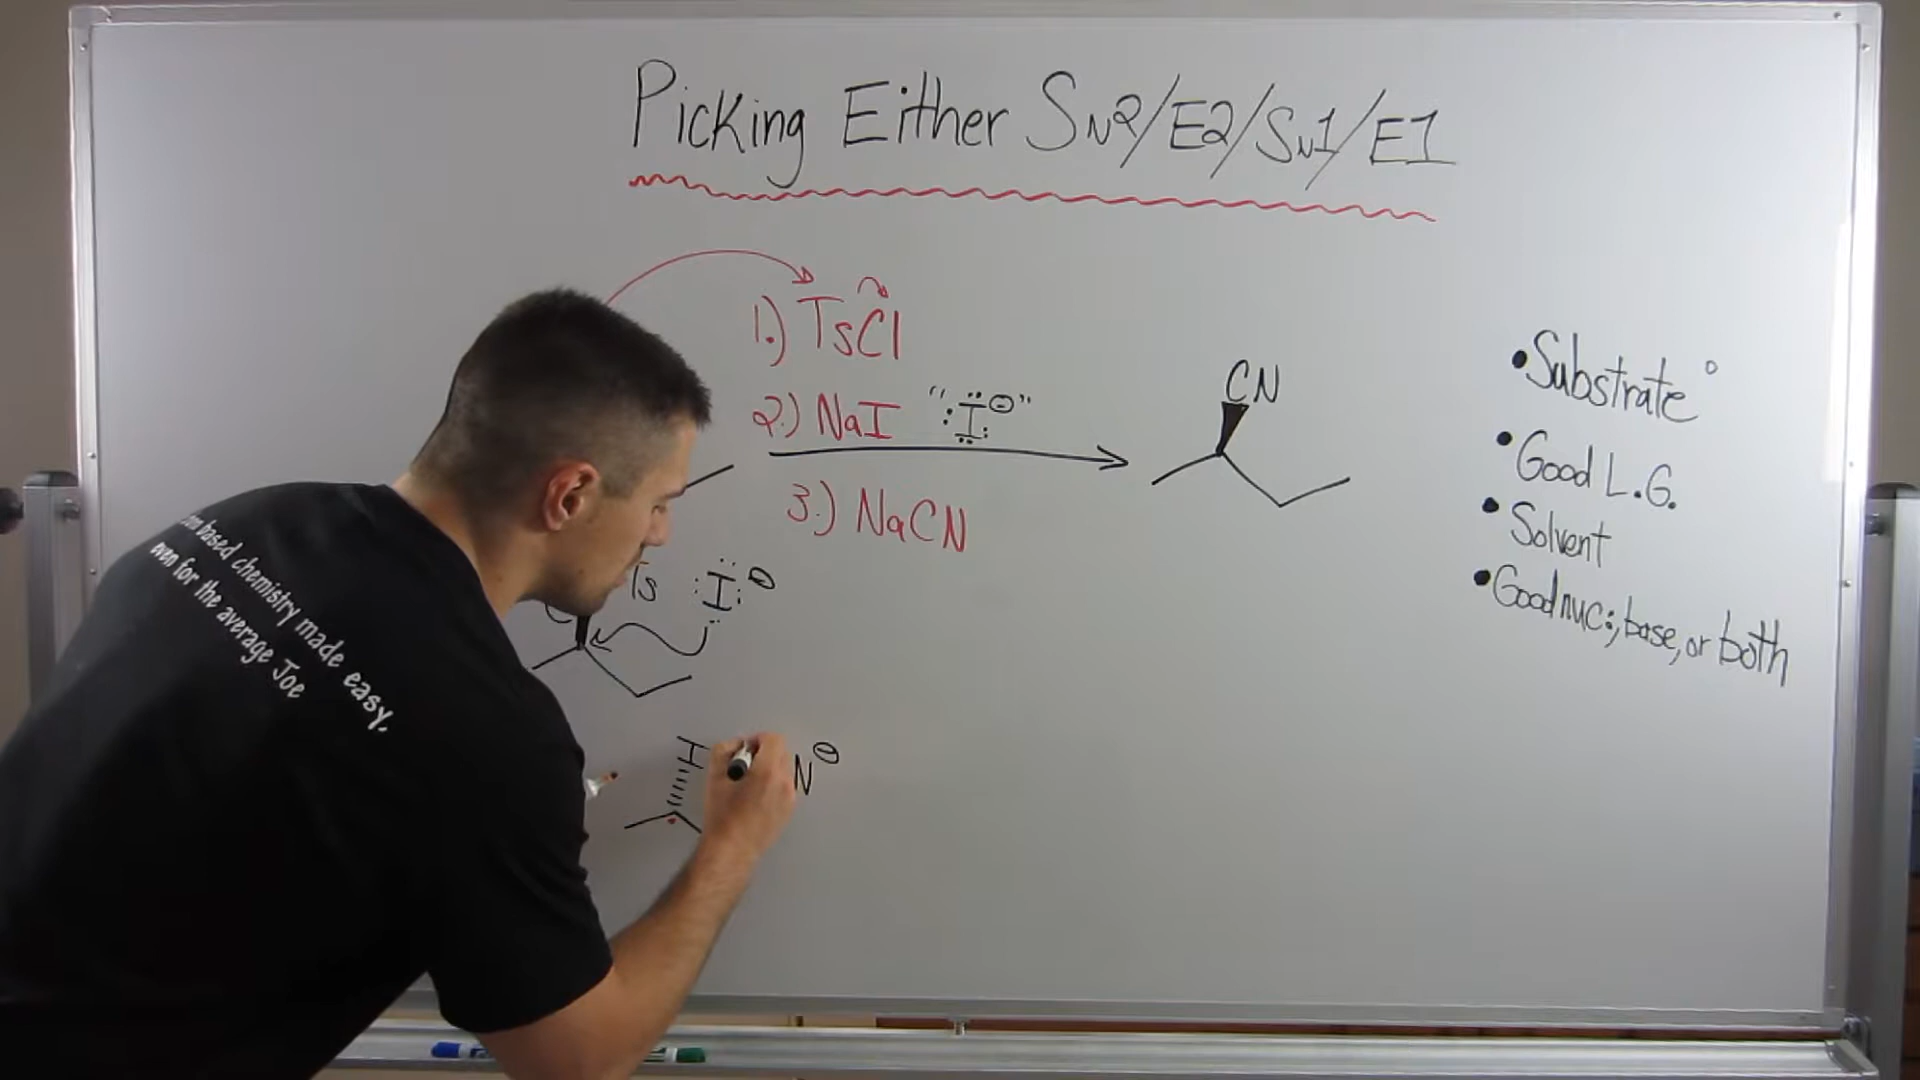 Picking Either SN2/E2/SN1/E1
1.) TsCl
2.) NaI " I⊖ "
3.) NaCN
CN
• Substrate °
• Good L.G.
• Solvent
• Good nuc:, base, or both
Ts I ⊖
I N⊖
based chemistry made easy,
even for the average Joe